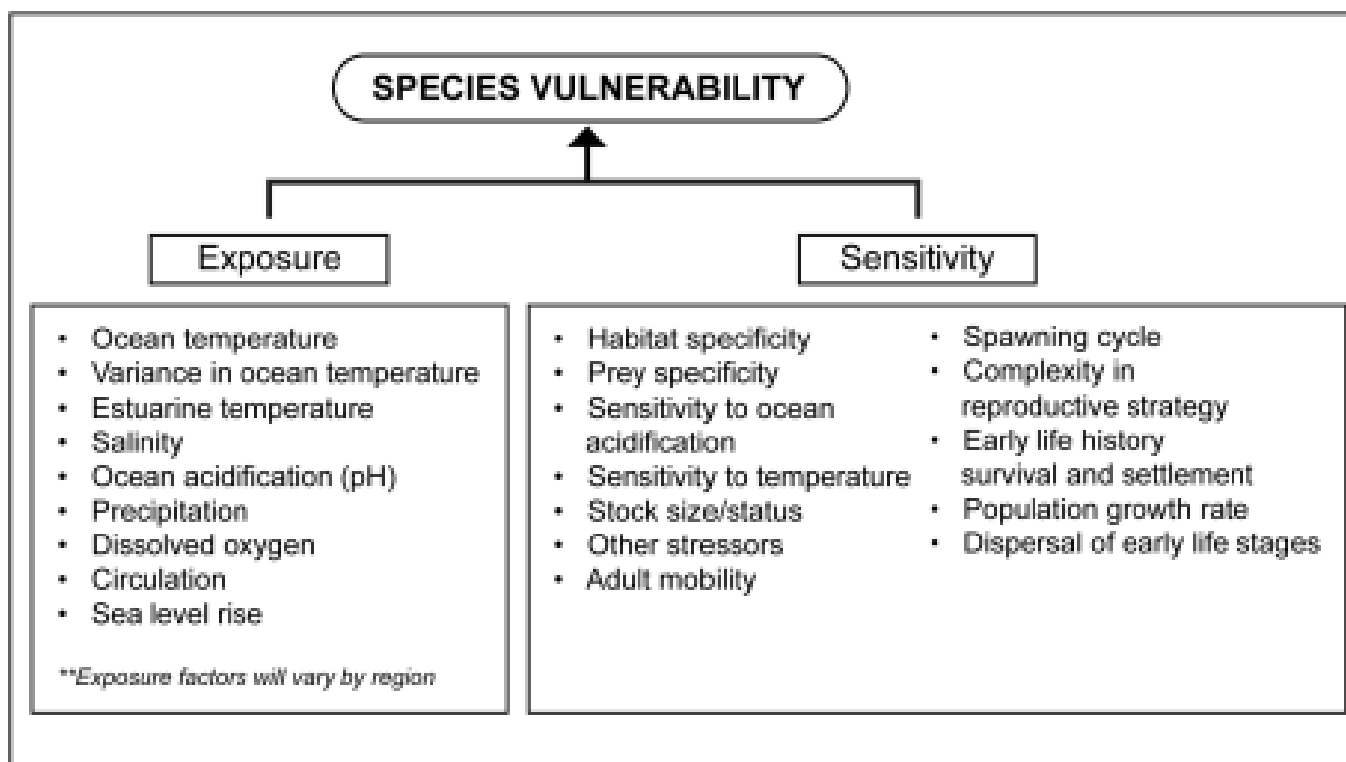 SPECIES VULNERABILITY
Exposure
• Ocean temperature
• Variance in ocean temperature
• Estuarine temperature
• Salinity
• Ocean acidification (pH)
• Precipitation
• Dissolved oxygen
• Circulation
• Sea level rise
**Exposure factors will vary by region
Sensitivity
• Habitat specificity
• Prey specificity
• Sensitivity to ocean
acidification
• Sensitivity to temperature
• Stock size/status
• Other stressors
• Adult mobility
• Spawning cycle
• Complexity in
reproductive strategy
• Early life history
survival and settlement
• Population growth rate
• Dispersal of early life stages